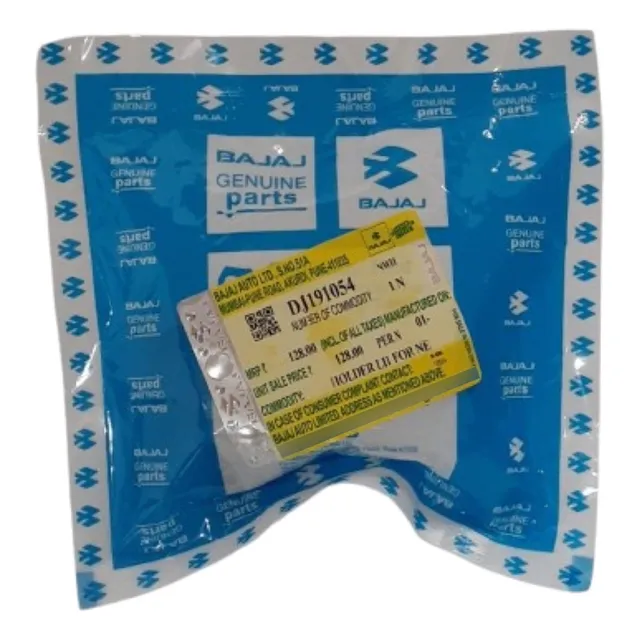 BAJAJ
GENUINE
parts
BAJAJ
BAJAJ AUTO LTD., S.NO.51A
MUMBAI-PUNE ROAD, AKURDI, PUNE-411035
BAJAJ
DJ191054
NUMBER OF COMMODITY 1 N
MRP ₹ 128.00 (INCL. OF ALL TAXES) MANUFACTURED ON:
UNIT SALE PRICE ₹ 128.00 PER N 01-
COMMODITY: FOR NE
IN CASE OF CONSUMER COMPLAINT CONTACT:
BAJAJ AUTO LIMITED ADDRESS AS MENTIONED ABOVE.